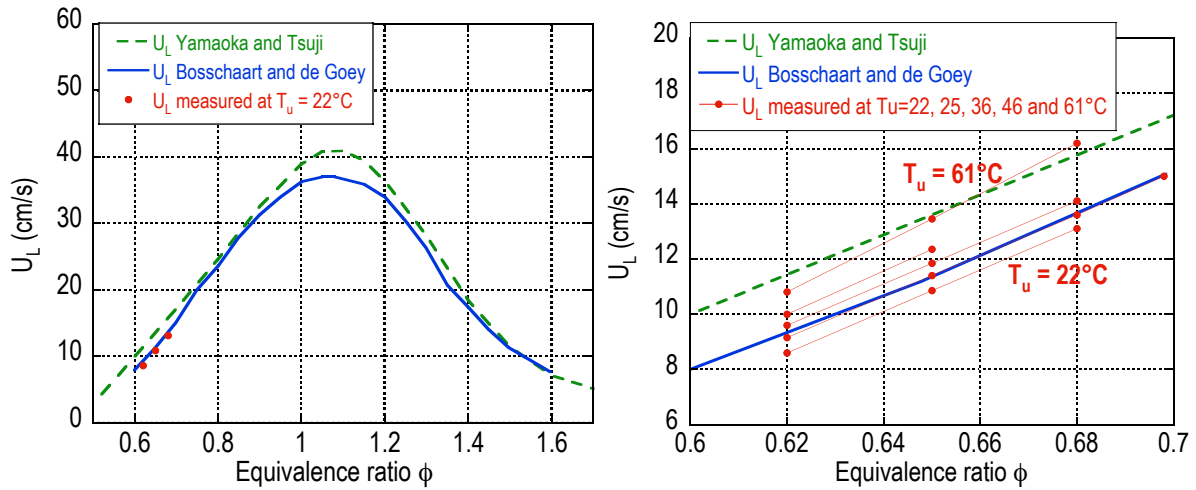 60
50
40
30
20
10
0
U_L (cm/s)
U_L Yamaoka and Tsuji
U_L Bosschaart and de Goey
U_L measured at T_u = 22°C
0.6 0.8 1 1.2 1.4 1.6
Equivalence ratio ϕ
20
18
16
14
12
10
8
6
U_L (cm/s)
U_L Yamaoka and Tsuji
U_L Bosschaart and de Goey
U_L measured at Tu=22, 25, 36, 46 and 61°C
T_u = 61°C
T_u = 22°C
0.6 0.62 0.64 0.66 0.68 0.7
Equivalence ratio ϕ